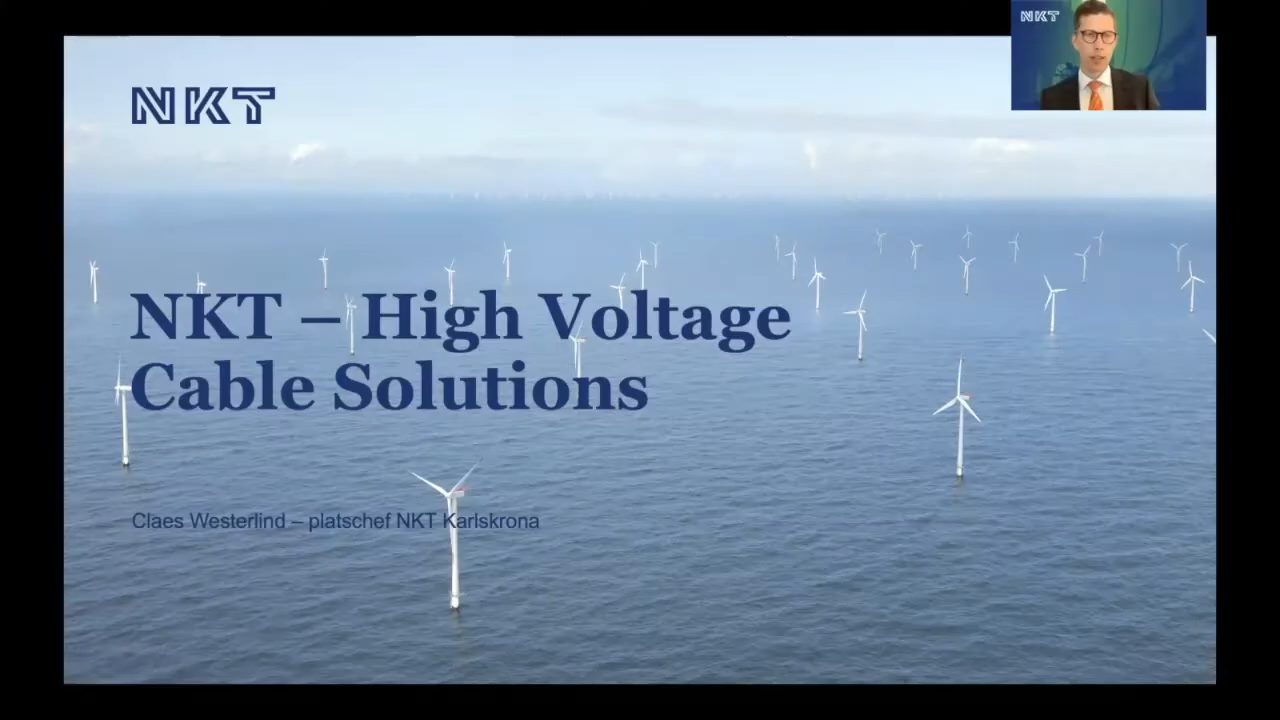 NKT
NKT
NKT – High Voltage
Cable Solutions
Claes Westerlind – platschef NKT Karlskrona